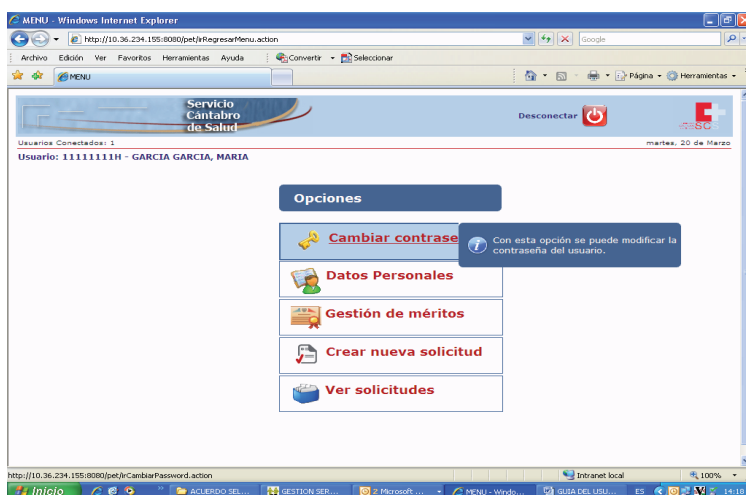 MENU - Windows Internet Explorer
http://10.36.234.155:8080/pet/irRegresarMenu.action
Google
Archivo Edición Ver Favoritos Herramientas Ayuda Convertir Seleccionar
MENU Página Herramientas
Servicio
Cántabro
de Salud
Desconectar
SC
Usuarios Conectados: 1 martes, 20 de Marzo
Usuario: 11111111H - GARCIA GARCIA, MARIA
Opciones
Cambiar contrase
Con esta opción se puede modificar la
contraseña del usuario.
Datos Personales
Gestión de méritos
Crear nueva solicitud
Ver solicitudes
http://10.36.234.155:8080/pet/irCambiarPassword.action Intranet local 100%
Inicio ACUERDO SEL... GESTION SER... 2 Microsoft ... MENU - Windo... GUIA DEL USU... ES 14:18